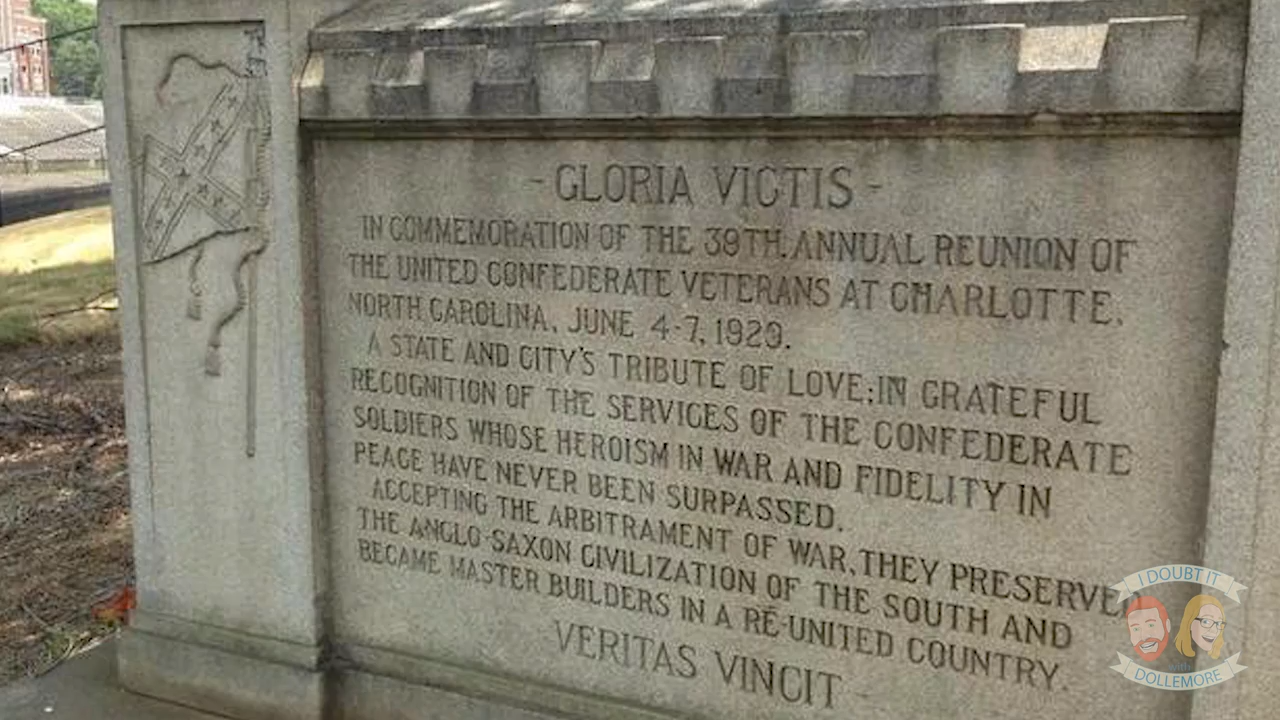 - GLORIA VICTIS -
IN COMMEMORATION OF THE 39TH. ANNUAL REUNION OF
THE UNITED CONFEDERATE VETERANS AT CHARLOTTE,
NORTH CAROLINA, JUNE 4-7, 1929.
A STATE AND CITY'S TRIBUTE OF LOVE; IN GRATEFUL
RECOGNITION OF THE SERVICES OF THE CONFEDERATE
SOLDIERS WHOSE HEROISM IN WAR AND FIDELITY IN
PEACE HAVE NEVER BEEN SURPASSED.
ACCEPTING THE ARBITRAMENT OF WAR, THEY PRESERVED
THE ANGLO-SAXON CIVILIZATION OF THE SOUTH AND
BECAME MASTER BUILDERS IN A RE-UNITED COUNTRY.
VERITAS VINCIT -
I DOUBT IT
with
DOLLEMORE